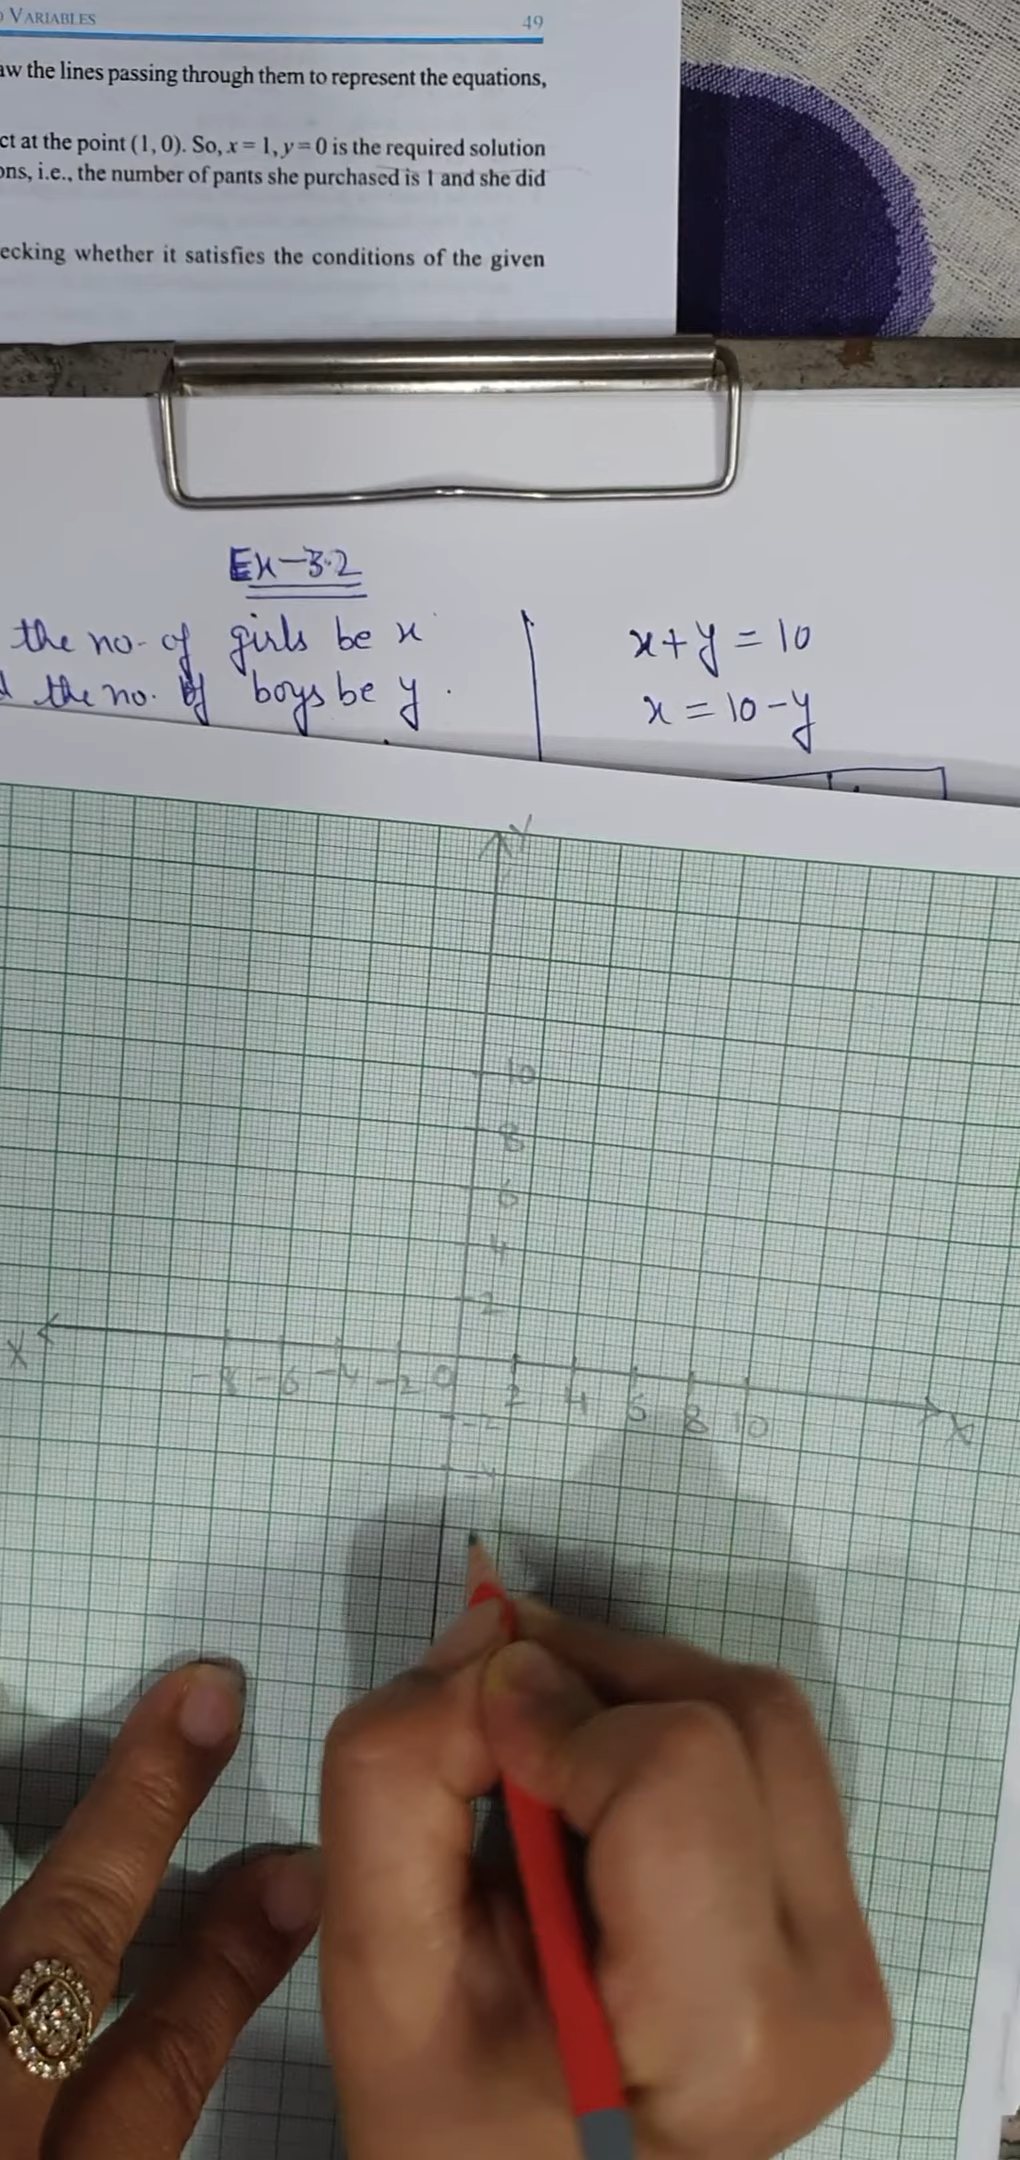 VARIABLES 49
aw the lines passing through them to represent the equations,
ct at the point (1, 0). So, x = 1, y = 0 is the required solution
ons, i.e., the number of pants she purchased is 1 and she did
ecking whether it satisfies the conditions of the given
Ex-3.2
the no. of girls be x
the no. of boys be y.
x+y = 10
x = 10-y
Y
10
8
6
4
2
X -8 -6 -4 -2 0 2 4 6 8 10 X
-2
-4